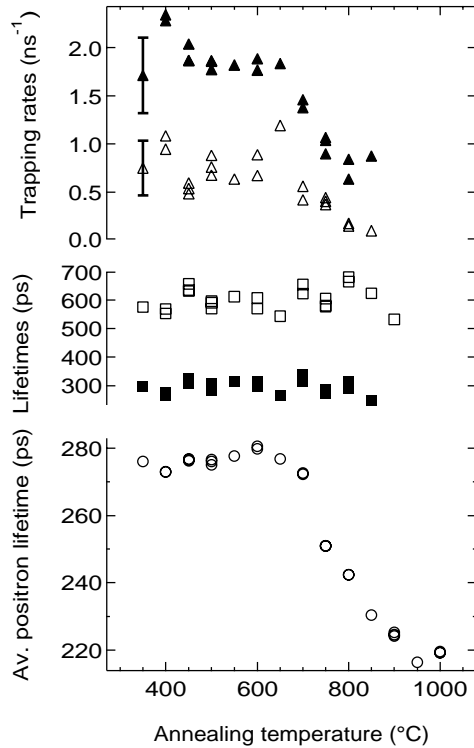 Trapping rates (ns⁻¹)
2.0
1.5
1.0
0.5
0.0
Lifetimes (ps)
700
600
500
400
300
Av. positron lifetime (ps)
280
260
240
220
400 600 800 1000
Annealing temperature (°C)